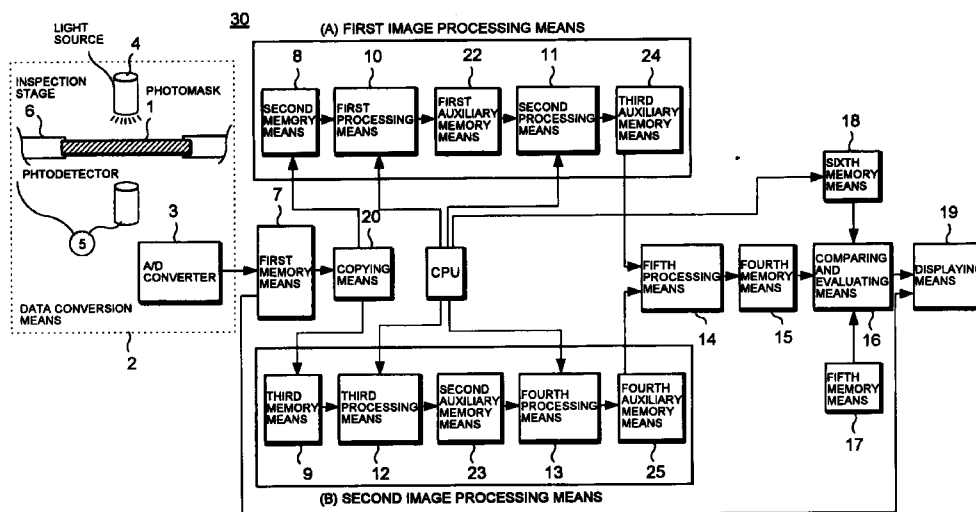 30
(A) FIRST IMAGE PROCESSING MEANS
LIGHT
SOURCE
4
INSPECTION
STAGE
6
1
PHOTOMASK
PHTODETECTOR
5
3
A/D
CONVERTER
DATA CONVERSION
MEANS
2
8
SECOND
MEMORY
MEANS
10
FIRST
PROCESSING
MEANS
22
FIRST
AUXILIARY
MEMORY
MEANS
11
SECOND
PROCESSING
MEANS
24
THIRD
AUXILIARY
MEMORY
MEANS
7
FIRST
MEMORY
MEANS
20
COPYING
MEANS
CPU
18
SIXTH
MEMORY
MEANS
FIFTH
PROCESSING
MEANS
14
FOURTH
MEMORY
MEANS
15
COMPARING
AND
EVALUATING
MEANS
16
19
DISPLAYING
MEANS
FIFTH
MEMORY
MEANS
17
THIRD
MEMORY
MEANS
9
THIRD
PROCESSING
MEANS
12
SECOND
AUXILIARY
MEMORY
MEANS
23
FOURTH
PROCESSING
MEANS
13
FOURTH
AUXILIARY
MEMORY
MEANS
25
(B) SECOND IMAGE PROCESSING MEANS